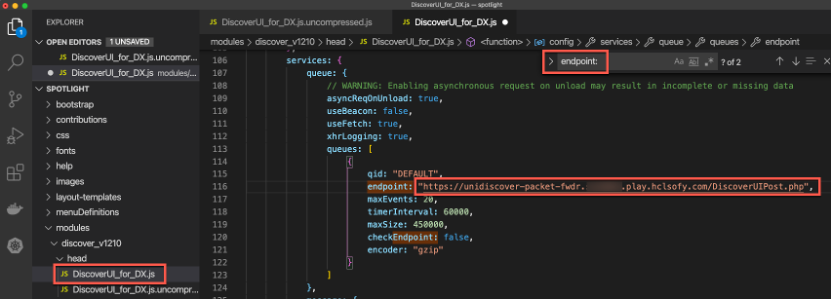 DiscoverUI_for_DX.js — spotlight
EXPLORER
OPEN EDITORS 1 UNSAVED
JS DiscoverUI_for_DX.js.uncompr...
JS DiscoverUI_for_DX.js modules/...
SPOTLIGHT
bootstrap
contributions
css
fonts
help
images
layout-templates
menuDefinitions
modules
discover_v1210
head
JS DiscoverUI_for_DX.js
JS DiscoverUI_for_DX.js.uncompr...
JS DiscoverUI_for_DX.js.uncompressed.js
JS DiscoverUI_for_DX.js
modules > discover_v1210 > head > JS DiscoverUI_for_DX.js > <function> > config > services > queue > queues > endpoint
endpoint: Aa Ab .* ? of 2
106 services: {
107 queue: {
108 // WARNING: Enabling asynchronous request on unload may result in incomplete or missing data
109 asyncReqOnUnload: true,
110 useBeacon: false,
111 useFetch: true,
112 xhrLogging: true,
113 queues: [
114 {
115 qid: "DEFAULT",
116 endpoint: "https://unidiscover-packet-fwdr. .play.hclsofy.com/DiscoverUIPost.php",
117 maxEvents: 20,
118 timerInterval: 60000,
119 maxSize: 450000,
120 checkEndpoint: false,
121 encoder: "gzip"
122 }
123 ]
124 },